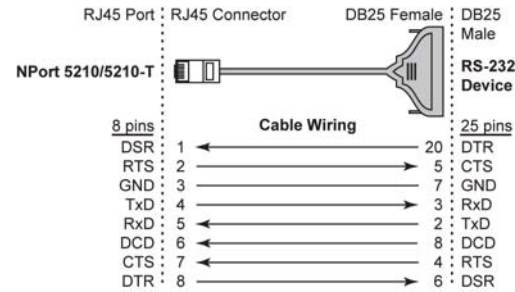 RJ45 Port RJ45 Connector DB25 Female DB25
Male
NPort 5210/5210-T RS-232
Device
8 pins Cable Wiring 25 pins
DSR 1 20 DTR
RTS 2 5 CTS
GND 3 7 GND
TxD 4 3 RxD
RxD 5 2 TxD
DCD 6 8 DCD
CTS 7 4 RTS
DTR 8 6 DSR